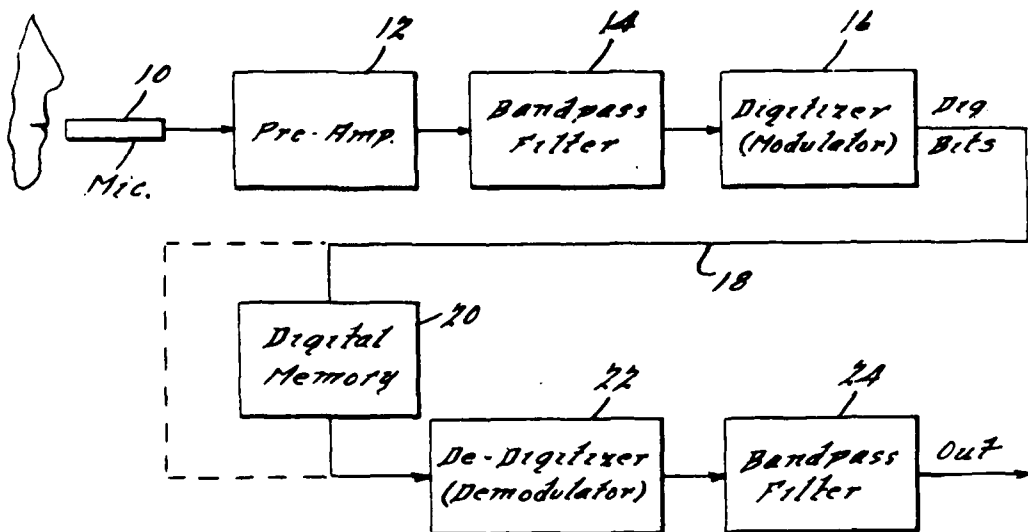 12
14
16
10
Mic.
Pre-Amp.
Bandpass
Filter
Digitizer
(Modulator)
Dig
Bits
18
20
Digital
Memory
22
24
De-Digitizer
(Demodulator)
Bandpass
Filter
Out